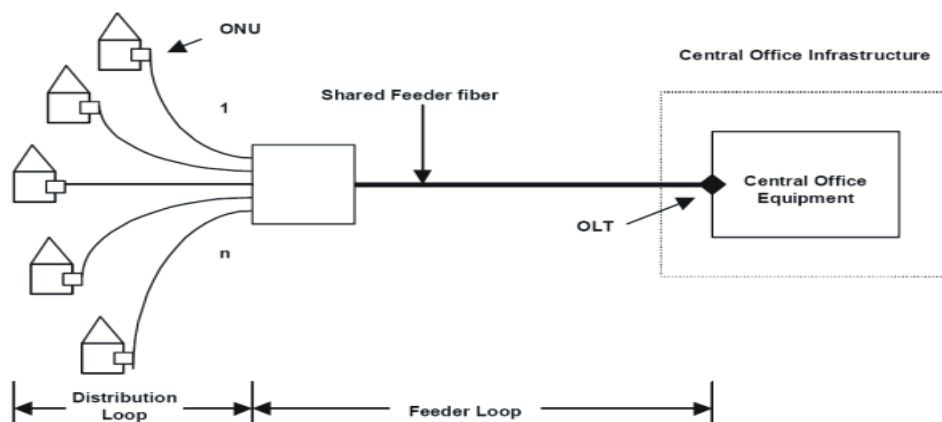 ONU
Central Office Infrastructure
1
Shared Feeder fiber
Central Office
Equipment
OLT
n
Distribution
Loop
Feeder Loop